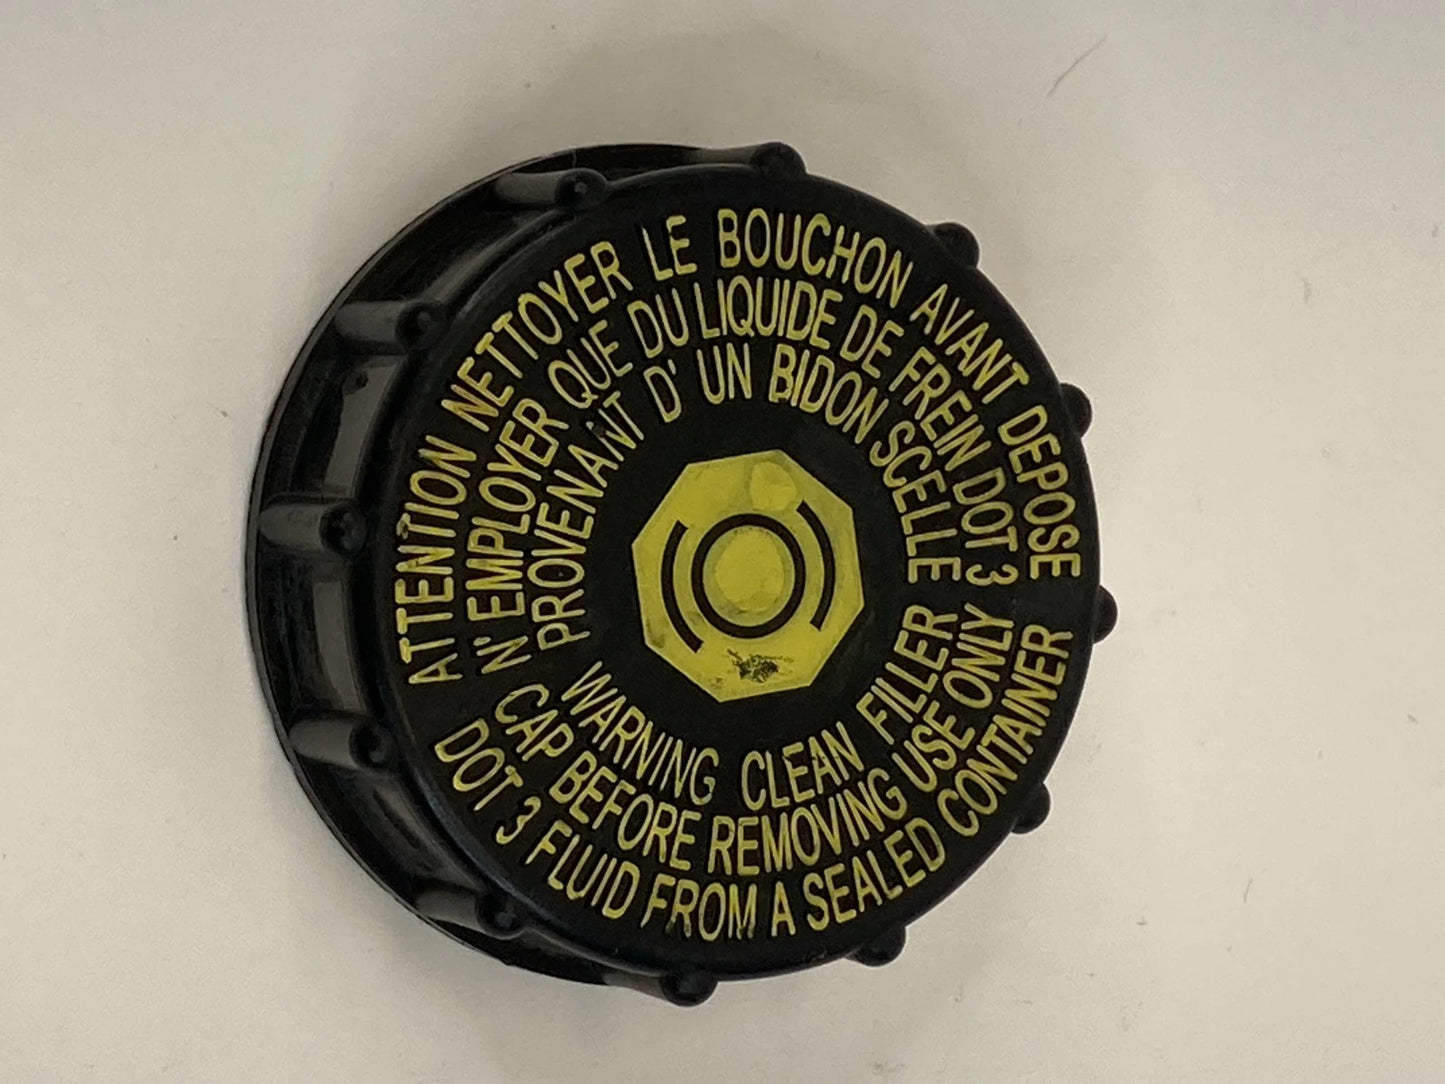 ATTENTION NETTOYER LE BOUCHON AVANT DEPOSE
N'EMPLOYER QUE DU LIQUIDE DE FREIN DOT 3
PROVENANT D' UN BIDON SCELLE
WARNING CLEAN FILLER
CAP BEFORE REMOVING USE ONLY
DOT 3 FLUID FROM A SEALED CONTAINER